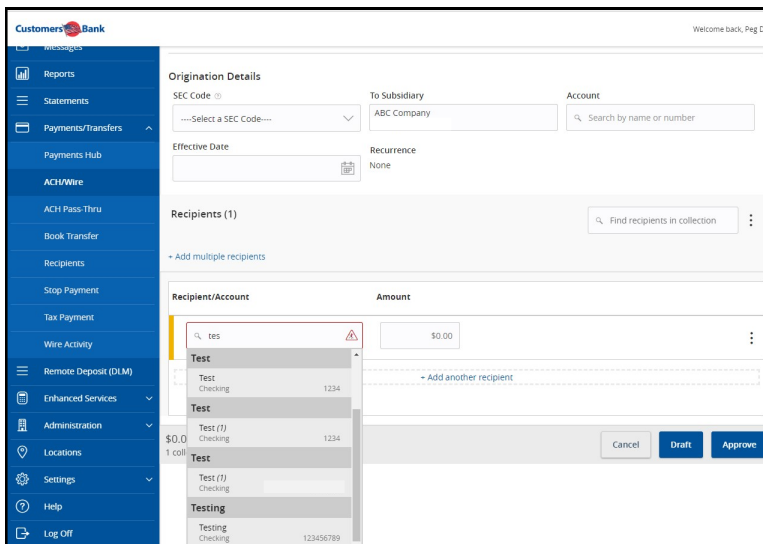 Customers Bank
Welcome back, Peg D
Messages
Reports
Statements
Payments/Transfers
Payments Hub
ACH/Wire
ACH Pass-Thru
Book Transfer
Recipients
Stop Payment
Tax Payment
Wire Activity
Remote Deposit (DLM)
Enhanced Services
Administration
Locations
Settings
Help
Log Off
Origination Details
SEC Code
To Subsidiary
Account
----Select a SEC Code----
ABC Company
Search by name or number
Effective Date
Recurrence
None
Recipients (1)
Find recipients in collection
+ Add multiple recipients
Recipient/Account
Amount
tes
$0.00
Test
Test
Checking 1234
+ Add another recipient
Test
Test (1)
Checking 1234
Test
Test (1)
Checking
Testing
Testing
Checking 123456789
$0.0
1 coll
Cancel
Draft
Approve